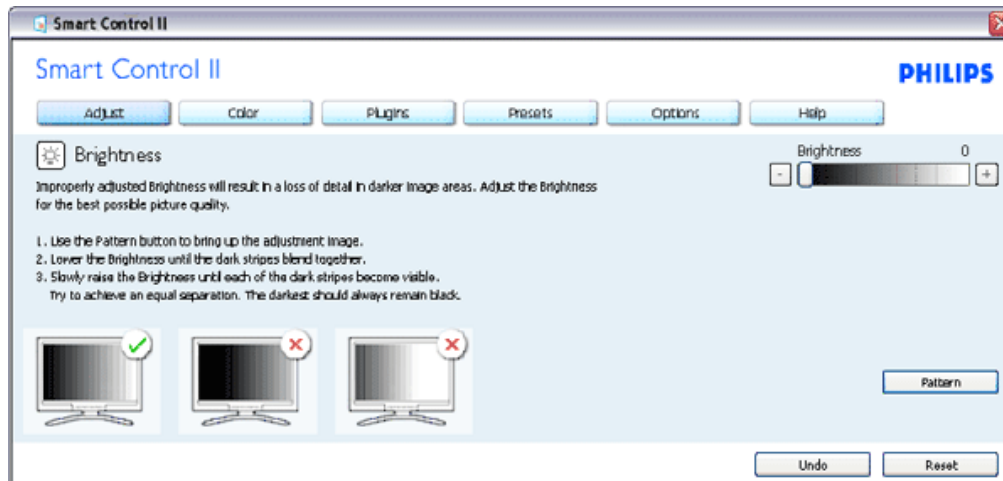 Smart Control II
Smart Control II
PHILIPS
Adjust Color Plugins Presets Options Help
Brightness
Brightness 0
Improperly adjusted Brightness will result in a loss of detail in darker image areas. Adjust the Brightness
for the best possible picture quality.
1. Use the Pattern button to bring up the adjustment image.
2. Lower the Brightness until the dark stripes blend together.
3. Slowly raise the Brightness until each of the dark stripes become visible.
Try to achieve an equal separation. The darkest should always remain black.
- +
Pattern
Undo Reset